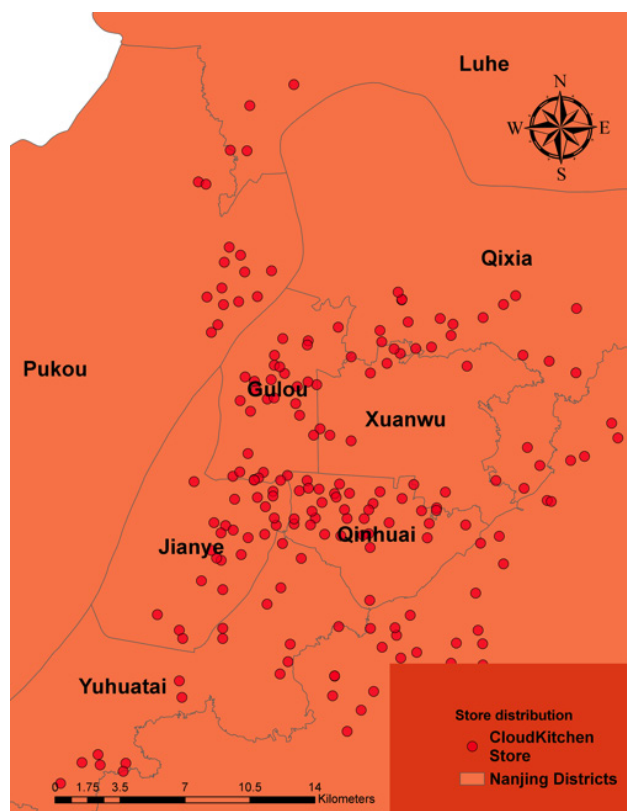 Luhe
N
W E
S
Qixia
Pukou
Gulou
Xuanwu
Qinhuai
Jianye
Yuhuatai
Store distribution
CloudKitchen
Store
Nanjing Districts
0 1.75 3.5 7 10.5 14
Kilometers